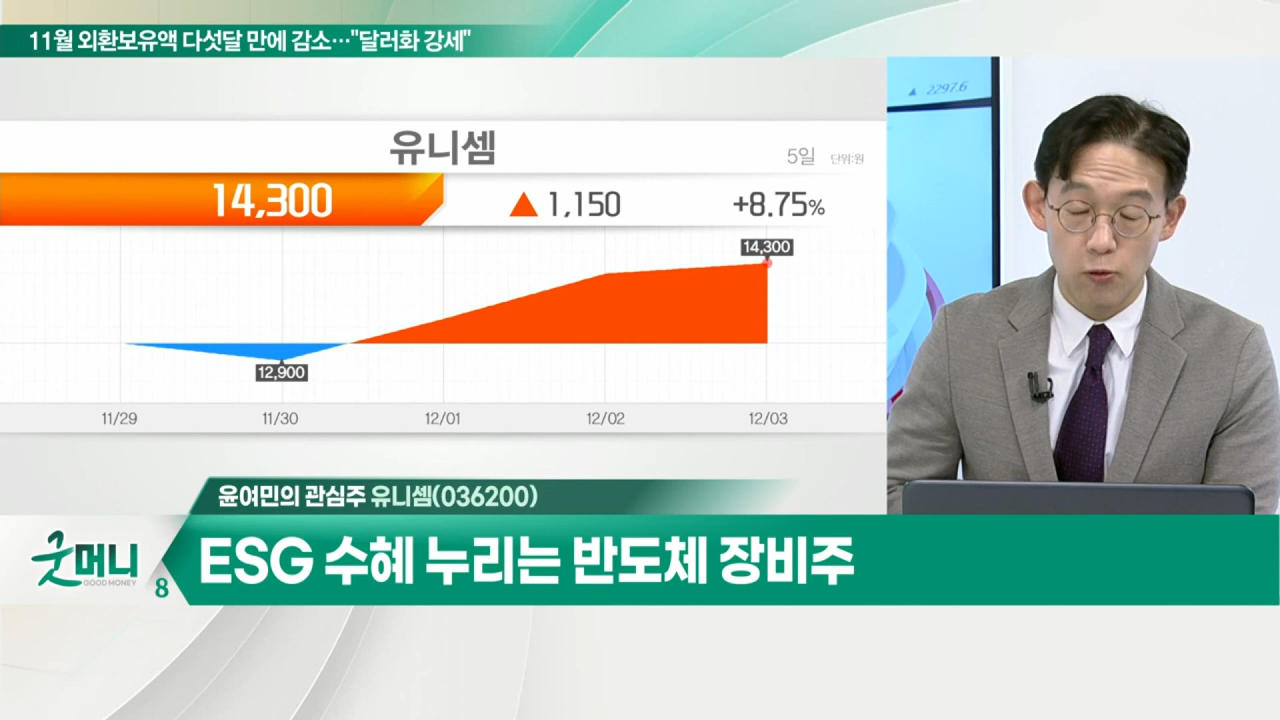 11월 외환보유액 다섯달 만에 감소…"달러화 강세"
▲ 2297.6
유니셈
5일 단위:원
14,300 ▲ 1,150 +8.75%
14,300
12,900
11/29 11/30 12/01 12/02 12/03
윤여민의 관심주 유니셈(036200)
굿머니
GOOD MONEY
8
ESG 수혜 누리는 반도체 장비주